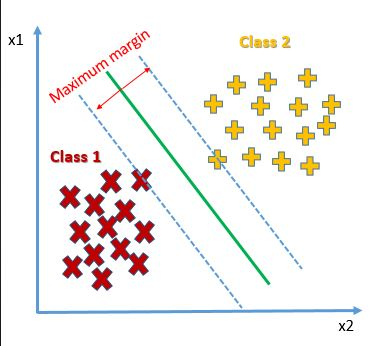 x1
Maximum margin
Class 2
Class 1
x2